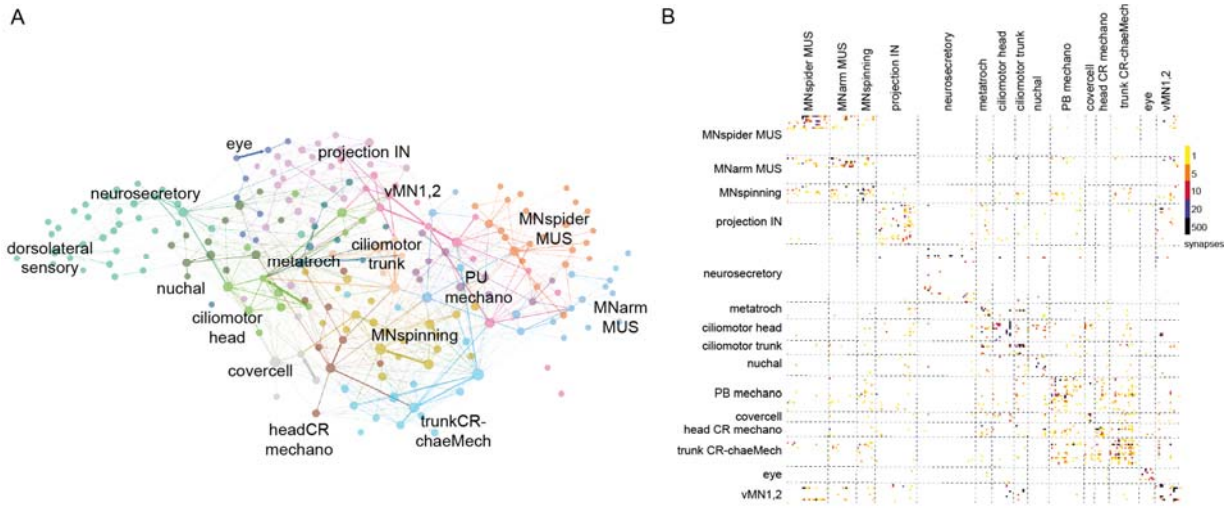 A
eye
projection IN
neurosecretory
vMN1,2
MNspider
MUS
dorsolateral
sensory
metatroch
ciliomotor
trunk
nuchal
PU
mechano
ciliomotor
head
MNarm
MUS
MNspinning
covercell
headCR
mechano
trunkCR-
chaeMech
B
MNspider MUS
MNarm MUS
MNspinning
projection IN
neurosecretory
metatroch
ciliomotor head
ciliomotor trunk
nuchal
PB mechano
covercell
head CR mechano
trunk CR-chaeMech
eye
vMN1,2
MNspider MUS
MNarm MUS
MNspinning
projection IN
neurosecretory
metatroch
ciliomotor head
ciliomotor trunk
nuchal
PB mechano
covercell
head CR mechano
trunk CR-chaeMech
eye
vMN1,2
1
5
10
20
500
synapses